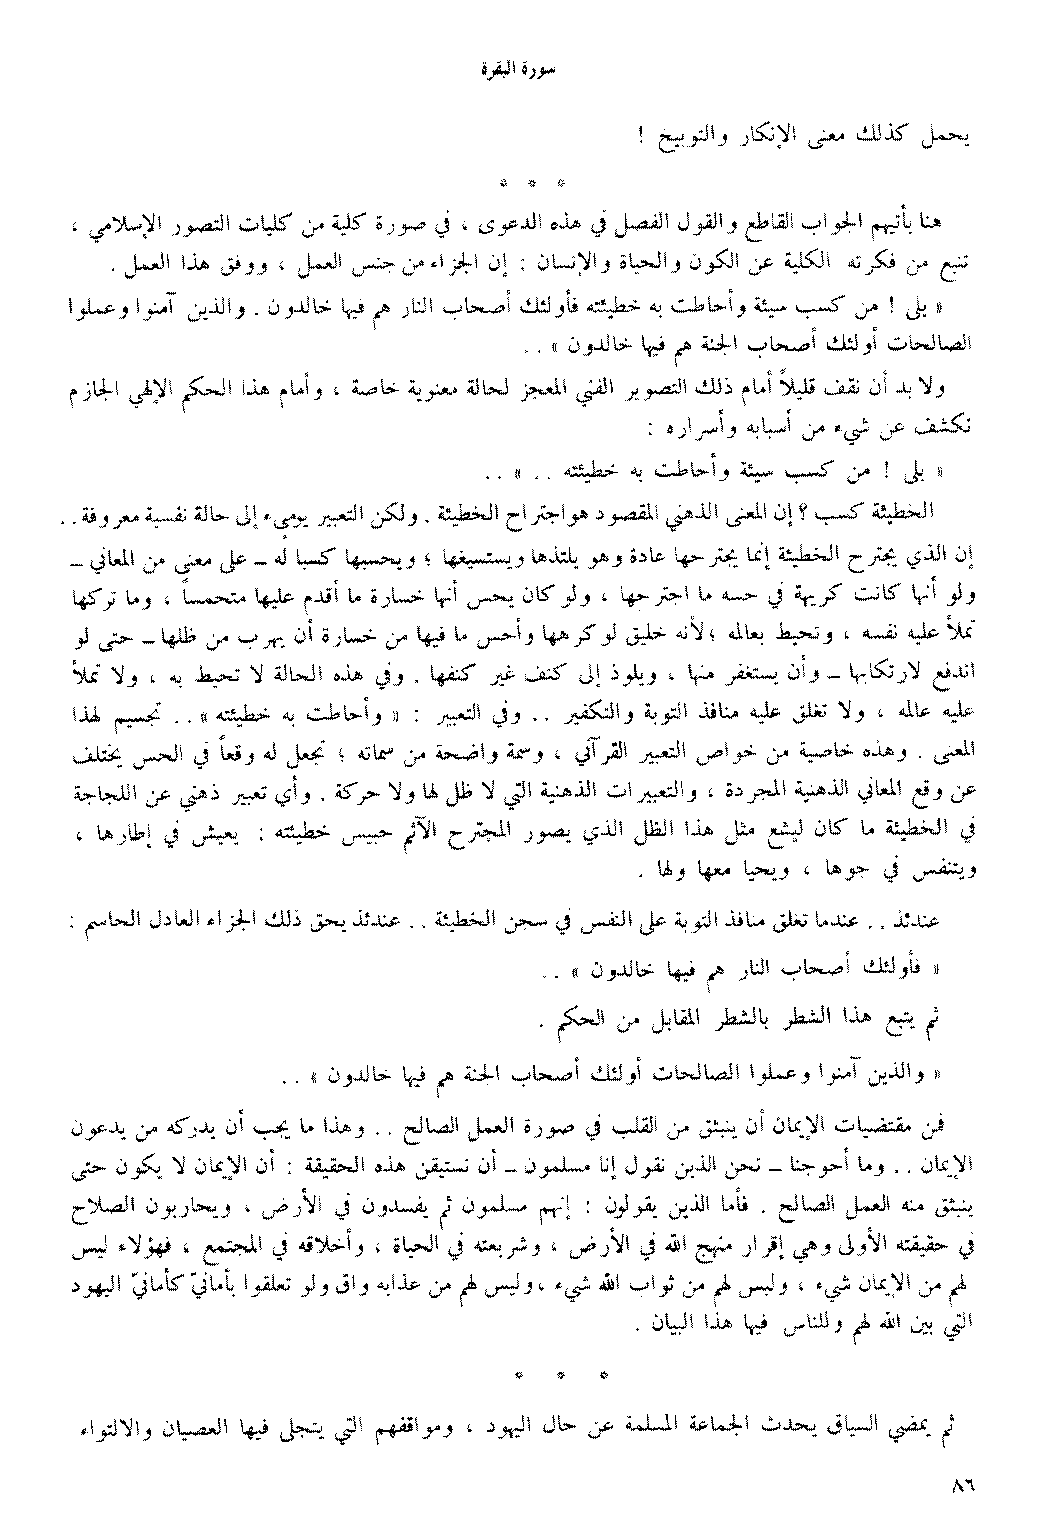 سورة البقرة
يحمل كذلك معنى الإنكار والتوبيخ !
* * *
هنا يأتيهم الجواب القاطع والقول الفصل في هذه الدعوى ، في صورة كلية من كليات التصور الإسلامي ،
تنبع من فكرته الكلية عن الكون والحياة والإنسان : إن الجزاء من جنس العمل ، ووفق هذا العمل .
« بلى ! من كسب سيئة وأحاطت به خطيئته فأولئك أصحاب النار هم فيها خالدون . والذين آمنوا وعملوا
الصالحات أولئك أصحاب الجنة هم فيها خالدون » . .
ولا بد أن نقف قليلاً أمام ذلك التصوير الفني المعجز لحالة معنوية خاصة ، وأمام هذا الحكم الإلهي الجازم
نكشف عن شيء من أسبابه وأسراره :
« بلى ! من كسب سيئة وأحاطت به خطيئته . . » . .
الخطيئة كسب ؟ إن المعنى الذهني المقصود هو اجتراح الخطيئة . ولكن التعبير يومىء إلى حالة نفسية معروفة . .
إن الذي يجترح الخطيئة إنما يجترحها عادة وهو يلتذها ويستسيغها ؛ ويحسبها كسبا له ــ على معنى من المعاني ــ
ولو أنها كانت كريهة في حسه ما اجترحها ، ولو كان يحس أنها خسارة ما أقدم عليها متحمساً ، وما تركها
تملأ عليه نفسه ، وتحيط بعالمه ؛ لأنه خليق لو كرهها وأحس ما فيها من خسارة أن يهرب من ظلها ــ حتى لو
اندفع لارتكابها ــ وأن يستغفر منها ، ويلوذ إلى كنف غير كنفها . وفي هذه الحالة لا تحيط به ، ولا تملأ
عليه عالمه ، ولا تغلق عليه منافذ التوبة والتكفير . . وفي التعبير : « وأحاطت به خطيئته » . . تجسيم لهذا
المعنى . وهذه خاصية من خواص التعبير القرآني ، وسمة واضحة من سماته ؛ تجعل له وقعاً في الحس يختلف
عن وقع المعاني الذهنية المجردة ، والتعبيرات الذهنية التي لا ظل لها ولا حركة . وأي تعبير ذهني عن اللجاجة
في الخطيئة ما كان ليشع مثل هذا الظل الذي يصور المجترح الآثم حبيس خطيئته : يعيش في إطارها ،
ويتنفس في جوها ، ويحيا معها ولها .
عندئذ . . عندما تغلق منافذ التوبة على النفس في سجن الخطيئة . . عندئذ يحق ذلك الجزاء العادل الحاسم :
« فأولئك أصحاب النار هم فيها خالدون » . .
ثم يتبع هذا الشطر بالشطر المقابل من الحكم .
« والذين آمنوا وعملوا الصالحات أولئك أصحاب الجنة هم فيها خالدون » . .
فمن مقتضيات الإيمان أن ينبثق من القلب في صورة العمل الصالح . . وهذا ما يجب أن يدركه من يدعون
الإيمان . . وما أحوجنا ــ نحن الذين نقول إنا مسلمون ــ أن نستيقن هذه الحقيقة : أن الإيمان لا يكون حتى
ينبثق منه العمل الصالح . فأما الذين يقولون : إنهم مسلمون ثم يفسدون في الأرض ، ويحاربون الصلاح
في حقيقته الأولى وهي إقرار منهج الله في الأرض ، وشريعته في الحياة ، وأخلاقه في المجتمع ، فهؤلاء ليس
لهم من الإيمان شيء ، وليس لهم من ثواب الله شيء ، وليس لهم من عذابه واق ولو تعلقوا بأمانيّ كأمانيّ اليهود
التي بين الله لهم وللناس فيها هذا البيان .
* * *
ثم يمضي السياق يحدث الجماعة المسلمة عن حال اليهود ، ومواقفهم التي يتجلى فيها العصيان والالتواء
٨٦